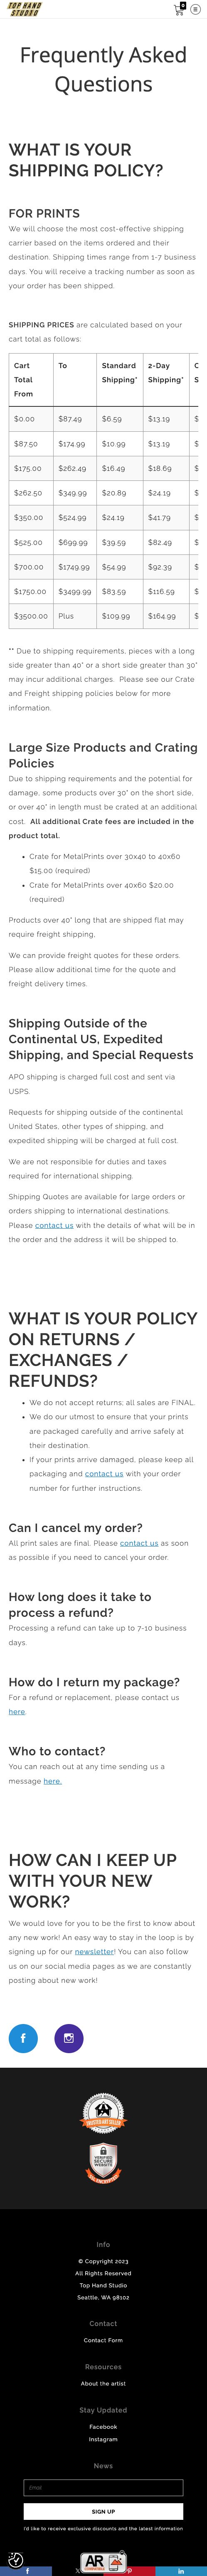 TOP HAND
STUDIO
0
Frequently Asked
Questions
WHAT IS YOUR
SHIPPING POLICY?
FOR PRINTS
We will choose the most cost-effective shipping
carrier based on the items ordered and their
destination. Shipping times range from 1-7 business
days. You will receive a tracking number as soon as
your order has been shipped.
SHIPPING PRICES are calculated based on your
cart total as follows:
Cart Total From To Standard Shipping* 2-Day Shipping*
$0.00 $87.49 $6.59 $13.19 $
$87.50 $174.99 $10.99 $13.19 $
$175.00 $262.49 $16.49 $18.69 $
$262.50 $349.99 $20.89 $24.19 $
$350.00 $524.99 $24.19 $41.79 $
$525.00 $699.99 $39.59 $82.49 $
$700.00 $1749.99 $54.99 $92.39 $
$1750.00 $3499.99 $83.59 $116.59 $
$3500.00 Plus $109.99 $164.99 $
** Due to shipping requirements, pieces with a long
side greater than 40" or a short side greater than 30"
may incur additional charges. Please see our Crate
and Freight shipping policies below for more
information.
Large Size Products and Crating
Policies
Due to shipping requirements and the potential for
damage, some products over 30" on the short side,
or over 40" in length must be crated at an additional
cost. All additional Crate fees are included in the
product total.
• Crate for MetalPrints over 30x40 to 40x60
$15.00 (required)
• Crate for MetalPrints over 40x60 $20.00
(required)
Products over 40" long that are shipped flat may
require freight shipping,
We can provide freight quotes for these orders.
Please allow additional time for the quote and
freight delivery times.
Shipping Outside of the
Continental US, Expedited
Shipping, and Special Requests
APO shipping is charged full cost and sent via
USPS.
Requests for shipping outside of the continental
United States, other types of shipping, and
expedited shipping will be charged at full cost.
We are not responsible for duties and taxes
required for international shipping.
Shipping Quotes are available for large orders or
orders shipping to international destinations.
Please contact us with the details of what will be in
the order and the address it will be shipped to.
WHAT IS YOUR POLICY
ON RETURNS /
EXCHANGES /
REFUNDS?
• We do not accept returns; all sales are FINAL.
• We do our utmost to ensure that your prints
are packaged carefully and arrive safely at
their destination.
• If your prints arrive damaged, please keep all
packaging and contact us with your order
number for further instructions.
Can I cancel my order?
All print sales are final. Please contact us as soon
as possible if you need to cancel your order.
How long does it take to
process a refund?
Processing a refund can take up to 7-10 business
days.
How do I return my package?
For a refund or replacement, please contact us
here.
Who to contact?
You can reach out at any time sending us a
message here.
HOW CAN I KEEP UP
WITH YOUR NEW
WORK?
We would love for you to be the first to know about
any new work! An easy way to stay in the loop is by
signing up for our newsletter! You can also follow
us on our social media pages as we are constantly
posting about new work!
TRUSTED ART SELLER
VERIFIED
SECURE
WEBSITE
Info
© Copyright 2023
All Rights Reserved
Top Hand Studio
Seattle, WA 98102
Contact
Contact Form
Resources
About the artist
Stay Updated
Facebook
Instagram
News
Email
SIGN UP
I'd like to receive exclusive discounts and the latest information
AR